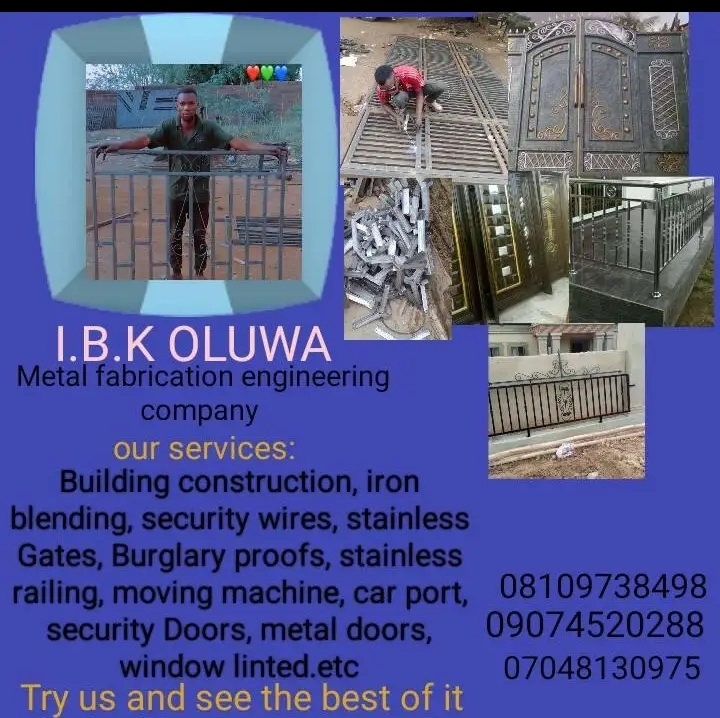 I.B.K OLUWA
Metal fabrication engineering
company
our services:
Building construction, iron
blending, security wires, stainless
Gates, Burglary proofs, stainless
railing, moving machine, car port,
security Doors, metal doors,
window linted.etc
Try us and see the best of it
08109738498
09074520288
07048130975